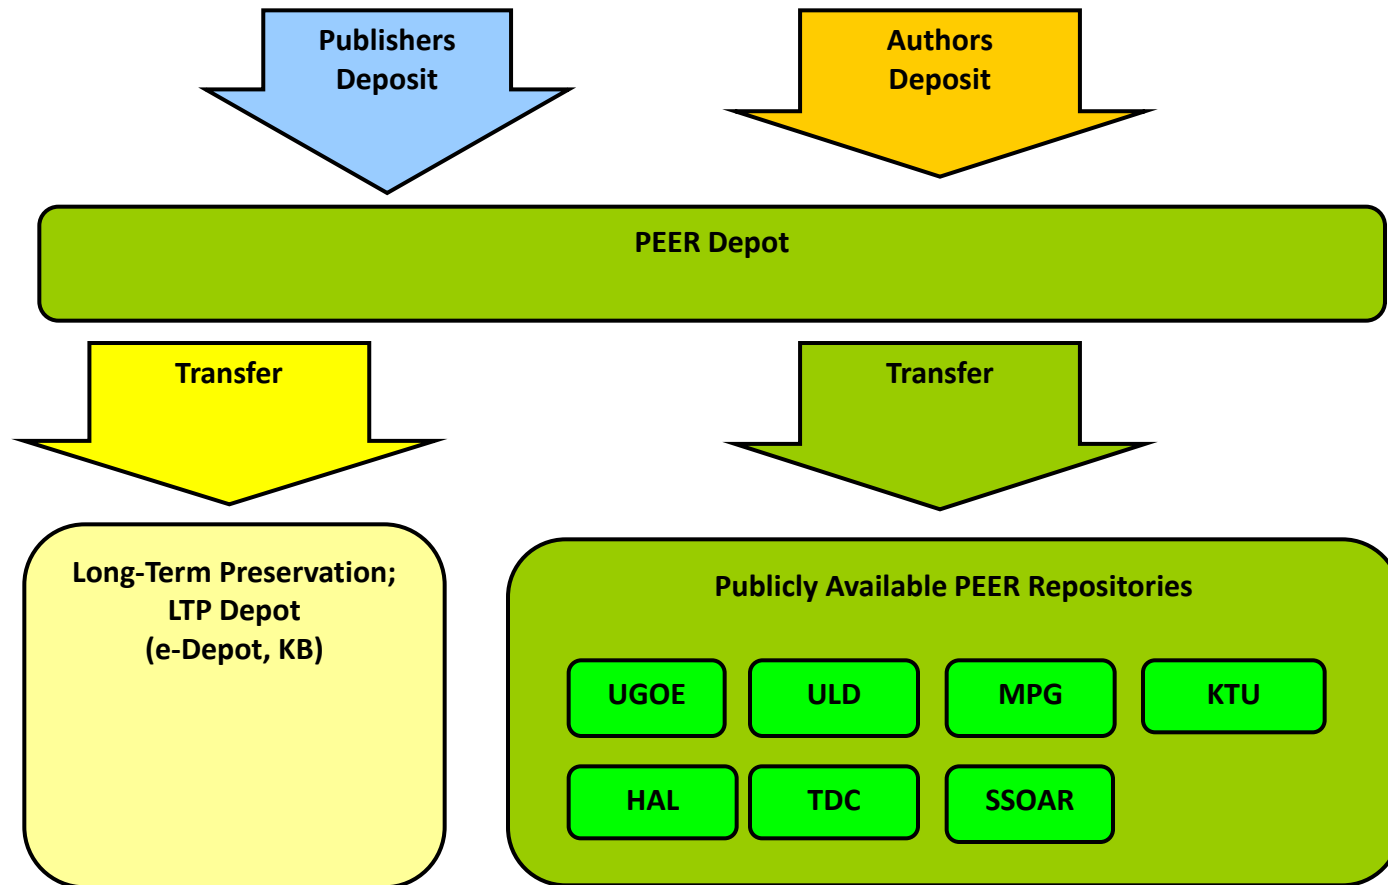 Publishers
Deposit
Authors
Deposit
PEER Depot
Transfer
Transfer
Long-Term Preservation;
LTP Depot
(e-Depot, KB)
Publicly Available PEER Repositories
UGOE
ULD
MPG
KTU
HAL
TDC
SSOAR